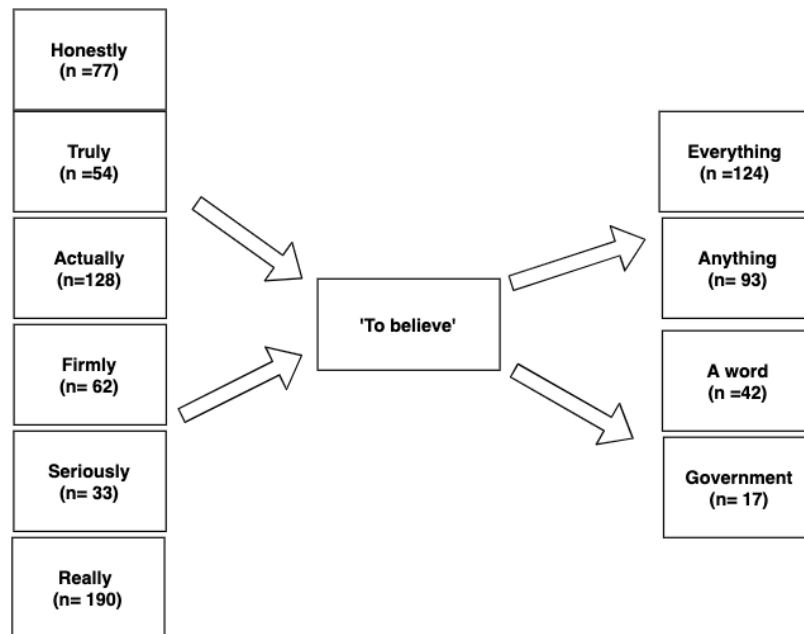 Honestly
(n =77)
Truly
(n =54)
Actually
(n=128)
Firmly
(n= 62)
Seriously
(n= 33)
Really
(n= 190)
'To believe'
Everything
(n =124)
Anything
(n= 93)
A word
(n =42)
Government
(n= 17)